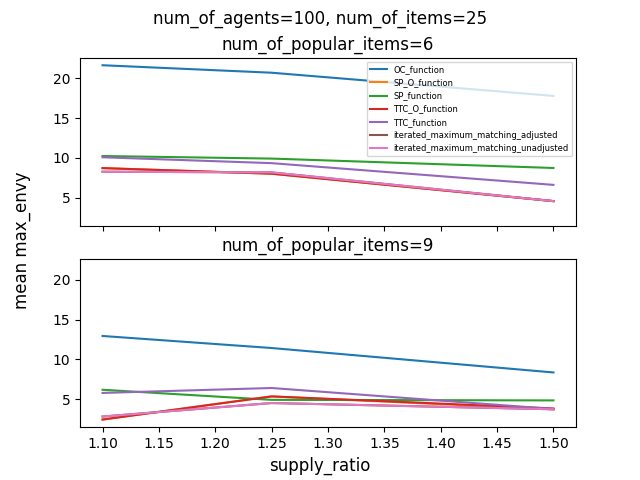 num_of_agents=100, num_of_items=25
num_of_popular_items=6
20
15
10
5
OC_function
SP_O_function
SP_function
TTC_O_function
TTC_function
iterated_maximum_matching_adjusted
iterated_maximum_matching_unadjusted
mean max_envy
num_of_popular_items=9
20
15
10
5
1.10 1.15 1.20 1.25 1.30 1.35 1.40 1.45 1.50
supply_ratio